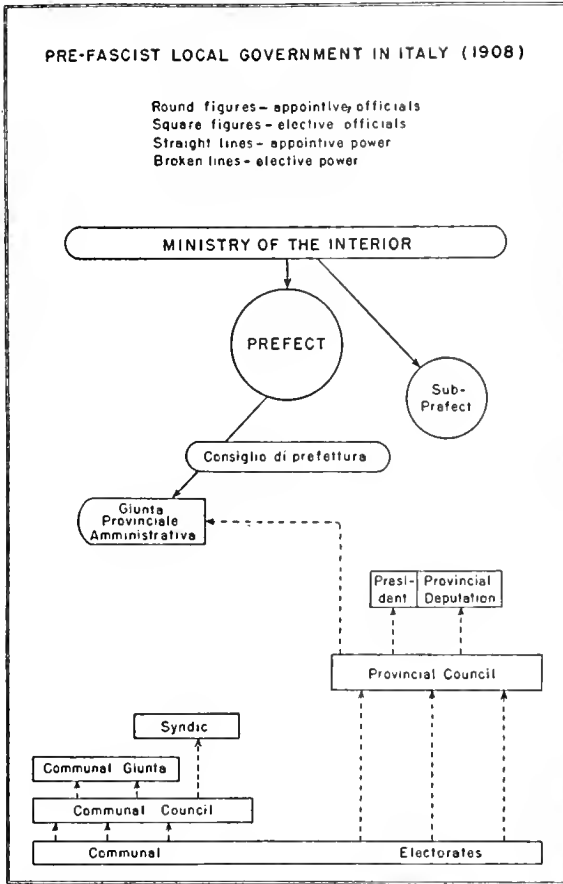 PRE-FASCIST LOCAL GOVERNMENT IN ITALY (1908)
Round figures – appointive, officials
Square figures – elective officials
Straight lines – appointive power
Broken lines – elective power
MINISTRY OF THE INTERIOR
PREFECT
Sub-
Prefect
Consiglio di prefettura
Giunta
Provinciale
Amministrativa
Presi-
dent
Provincial
Deputation
Provincial Council
Syndic
Communal Giunta
Communal Council
Communal Electorates